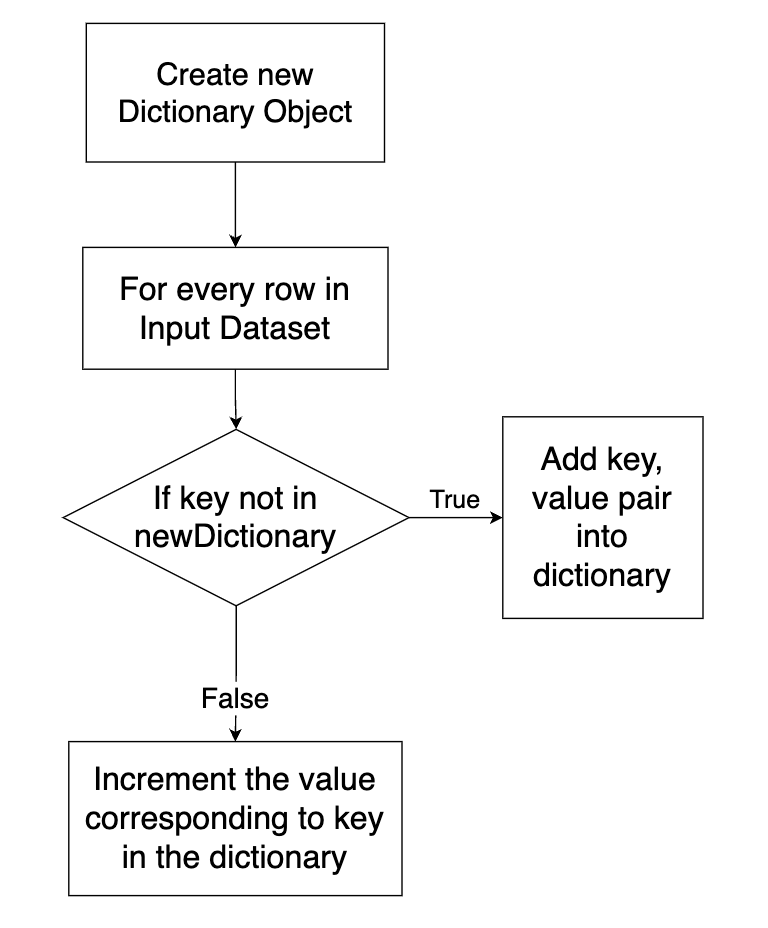 Create new
Dictionary Object
For every row in
Input Dataset
If key not in
newDictionary
True
Add key,
value pair
into
dictionary
False
Increment the value
corresponding to key
in the dictionary